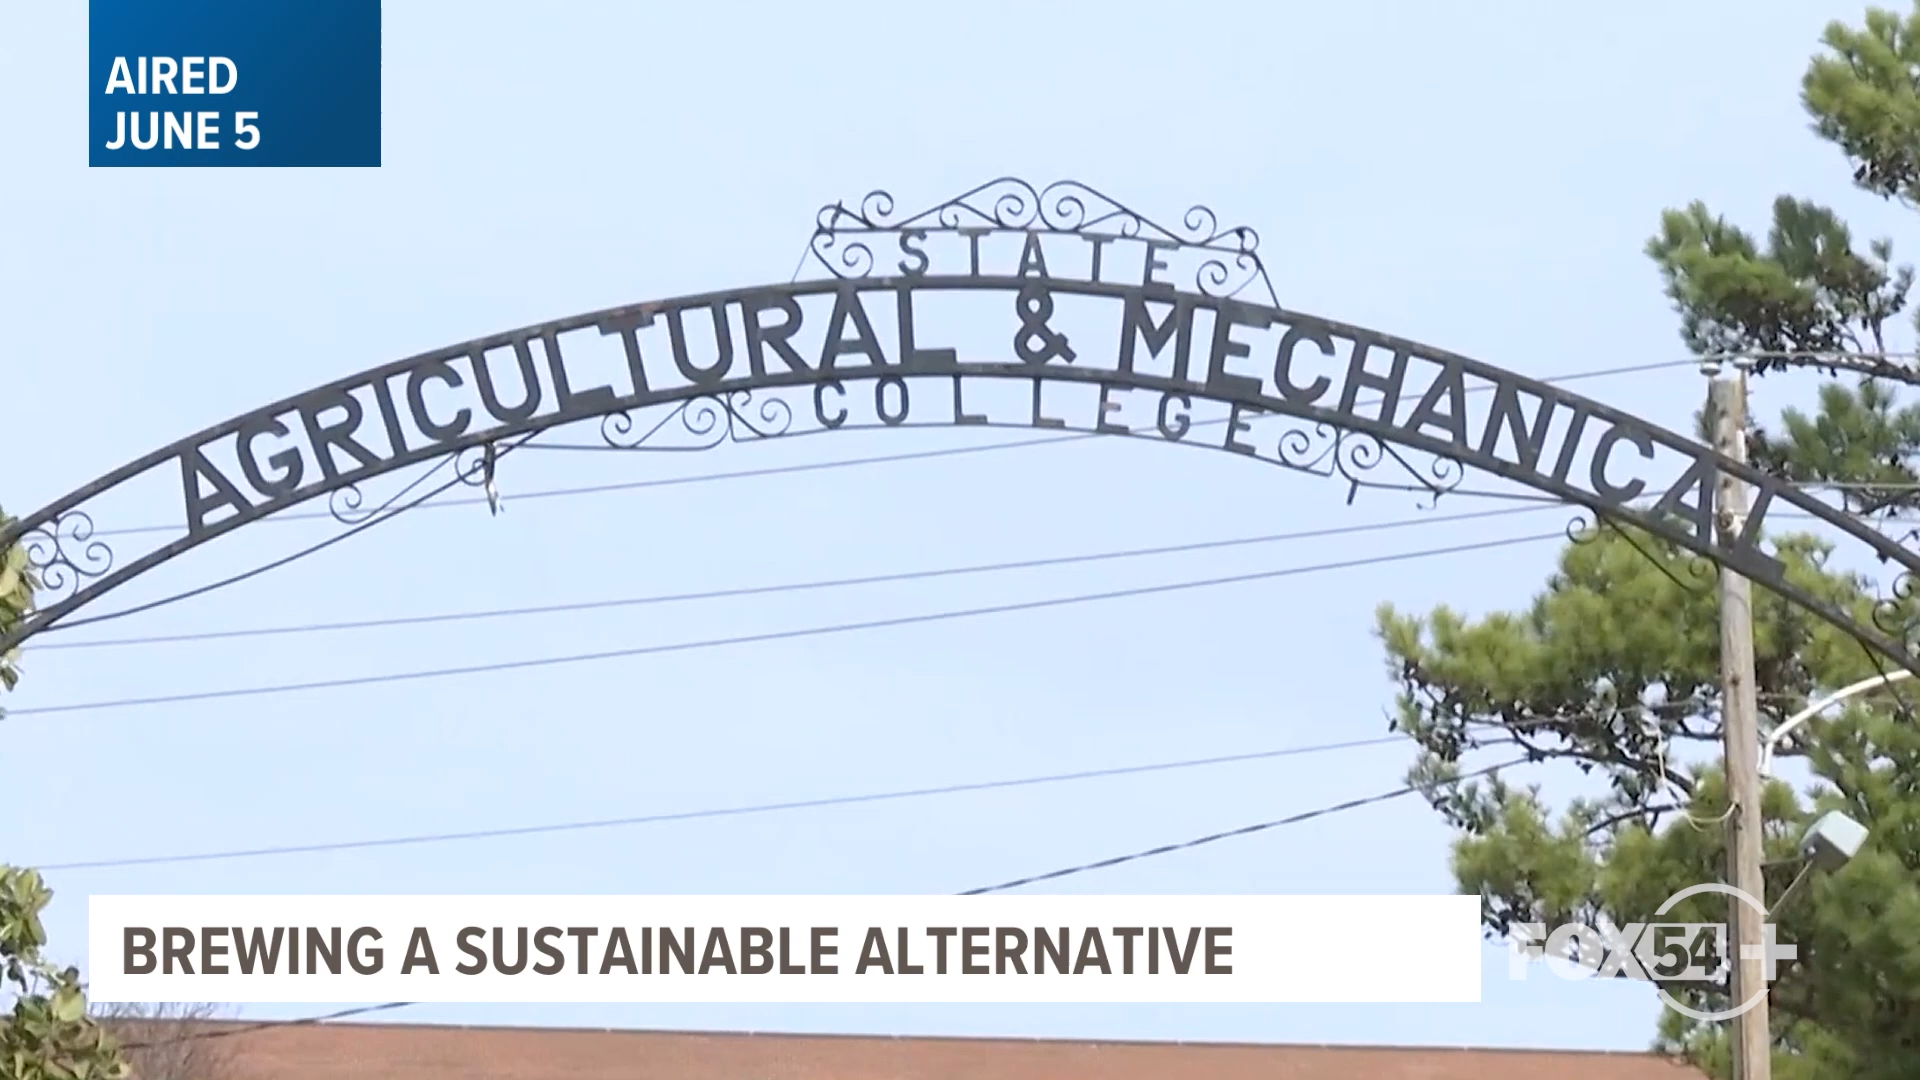 AIRED
JUNE 5
STATE
AGRICULTURAL & MECHANICAL
COLLEGE
BREWING A SUSTAINABLE ALTERNATIVE
FOX54+